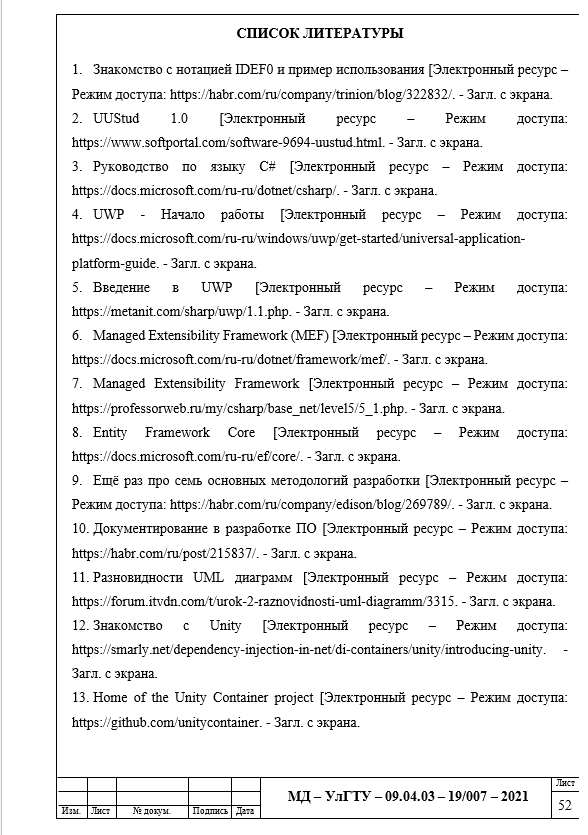 СПИСОК ЛИТЕРАТУРЫ
1. Знакомство с нотацией IDEF0 и пример использования [Электронный ресурс –
Режим доступа: https://habr.com/ru/company/trinion/blog/322832/. - Загл. с экрана.
2. UUStud 1.0 [Электронный ресурс – Режим доступа:
https://www.softportal.com/software-9694-uustud.html. - Загл. с экрана.
3. Руководство по языку C# [Электронный ресурс – Режим доступа:
https://docs.microsoft.com/ru-ru/dotnet/csharp/. - Загл. с экрана.
4. UWP - Начало работы [Электронный ресурс – Режим доступа:
https://docs.microsoft.com/ru-ru/windows/uwp/get-started/universal-application-
platform-guide. - Загл. с экрана.
5. Введение в UWP [Электронный ресурс – Режим доступа:
https://metanit.com/sharp/uwp/1.1.php. - Загл. с экрана.
6. Managed Extensibility Framework (MEF) [Электронный ресурс – Режим доступа:
https://docs.microsoft.com/ru-ru/dotnet/framework/mef/. - Загл. с экрана.
7. Managed Extensibility Framework [Электронный ресурс – Режим доступа:
https://professorweb.ru/my/csharp/base_net/level5/5_1.php. - Загл. с экрана.
8. Entity Framework Core [Электронный ресурс – Режим доступа:
https://docs.microsoft.com/ru-ru/ef/core/. - Загл. с экрана.
9. Ещё раз про семь основных методологий разработки [Электронный ресурс –
Режим доступа: https://habr.com/ru/company/edison/blog/269789/. - Загл. с экрана.
10. Документирование в разработке ПО [Электронный ресурс – Режим доступа:
https://habr.com/ru/post/215837/. - Загл. с экрана.
11. Разновидности UML диаграмм [Электронный ресурс – Режим доступа:
https://forum.itvdn.com/t/urok-2-raznovidnosti-uml-diagramm/3315. - Загл. с экрана.
12. Знакомство с Unity [Электронный ресурс – Режим доступа:
https://smarly.net/dependency-injection-in-net/di-containers/unity/introducing-unity. -
Загл. с экрана.
13. Home of the Unity Container project [Электронный ресурс – Режим доступа:
https://github.com/unitycontainer. - Загл. с экрана.
Изм. Лист № докум. Подпись Дата
МД – УлГТУ – 09.04.03 – 19/007 – 2021
Лист
52